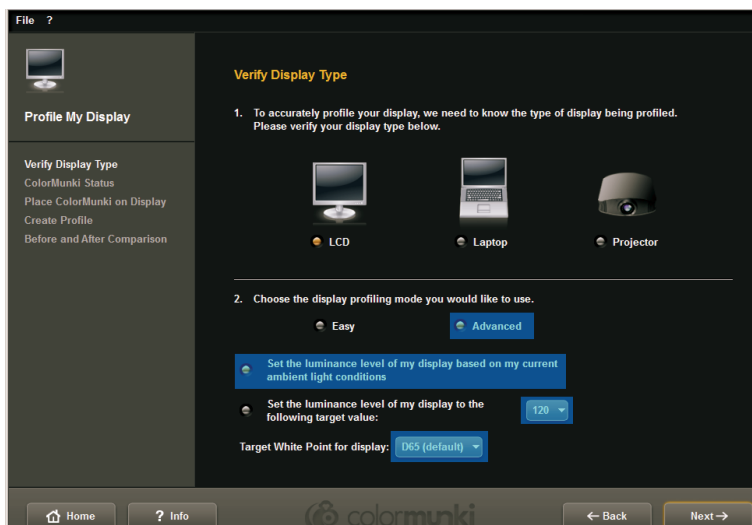 File ?
Profile My Display
Verify Display Type
ColorMunki Status
Place ColorMunki on Display
Create Profile
Before and After Comparison
Verify Display Type
1. To accurately profile your display, we need to know the type of display being profiled.
Please verify your display type below.
LCD Laptop Projector
2. Choose the display profiling mode you would like to use.
Easy Advanced
Set the luminance level of my display based on my current
ambient light conditions
Set the luminance level of my display to the
following target value:
120
Target White Point for display: D65 (default)
Home ? Info colormunki ← Back Next →